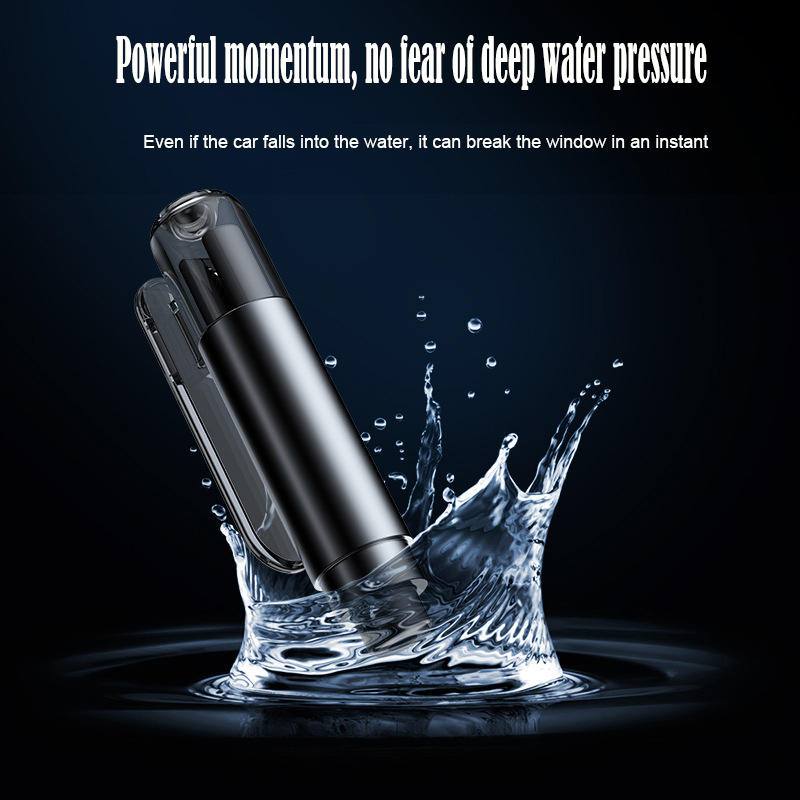 Powerful momentum, no fear of deep water pressure
Even if the car falls into the water, it can break the window in an instant